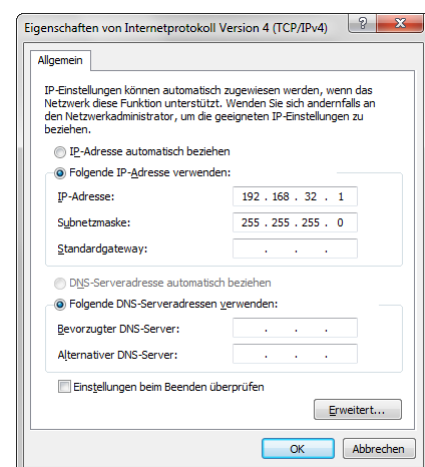 Eigenschaften von Internetprotokoll Version 4 (TCP/IPv4)
Allgemein
IP-Einstellungen können automatisch zugewiesen werden, wenn das
Netzwerk diese Funktion unterstützt. Wenden Sie sich andernfalls an
den Netzwerkadministrator, um die geeigneten IP-Einstellungen zu
beziehen.
IP-Adresse automatisch beziehen
Folgende IP-Adresse verwenden:
IP-Adresse: 192 . 168 . 32 . 1
Subnetzmaske: 255 . 255 . 255 . 0
Standardgateway: . . .
DNS-Serveradresse automatisch beziehen
Folgende DNS-Serveradressen verwenden:
Bevorzugter DNS-Server: . . .
Alternativer DNS-Server: . . .
Einstellungen beim Beenden überprüfen
Erweitert...
OK Abbrechen